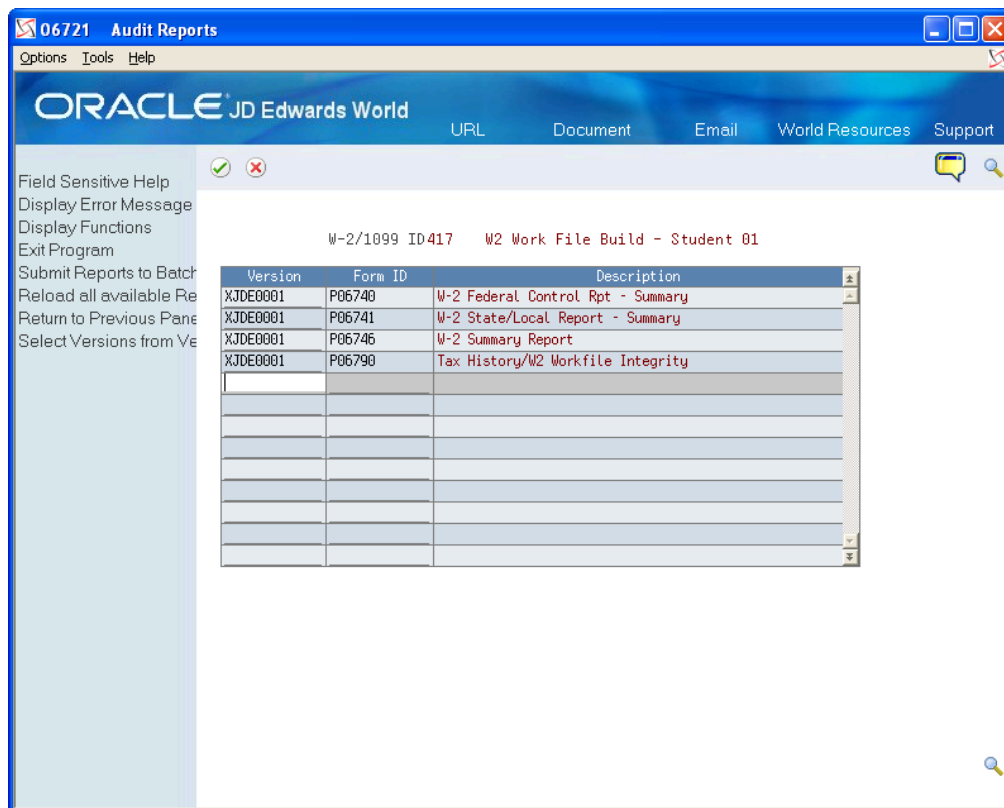 06721 Audit Reports
Options Tools Help
ORACLE JD Edwards World
URL Document Email World Resources Support
Field Sensitive Help
Display Error Message
Display Functions
Exit Program
Submit Reports to Batch
Reload all available Re
Return to Previous Pane
Select Versions from Ve
W-2/1099 ID 417 W2 Work File Build - Student 01
Version Form ID Description
XJDE0001 P06740 W-2 Federal Control Rpt - Summary
XJDE0001 P06741 W-2 State/Local Report - Summary
XJDE0001 P06746 W-2 Summary Report
XJDE0001 P06790 Tax History/W2 Workfile Integrity